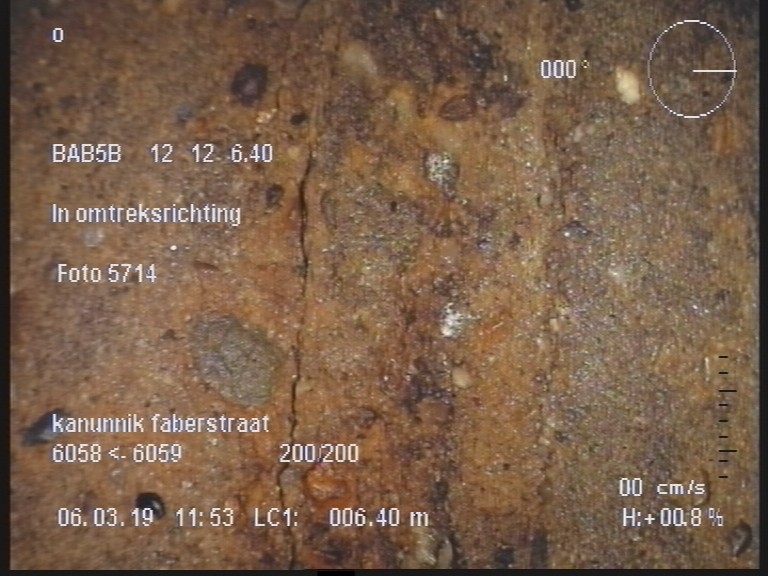 0
000 °
BAB5B 12 12 6.40
In omtreksrichting
Foto 5714
kanunnik faberstraat
6058 <- 6059 200/200
00 cm/s
06.03.19 11:53 LC1: 006.40 m H:+00.8 %